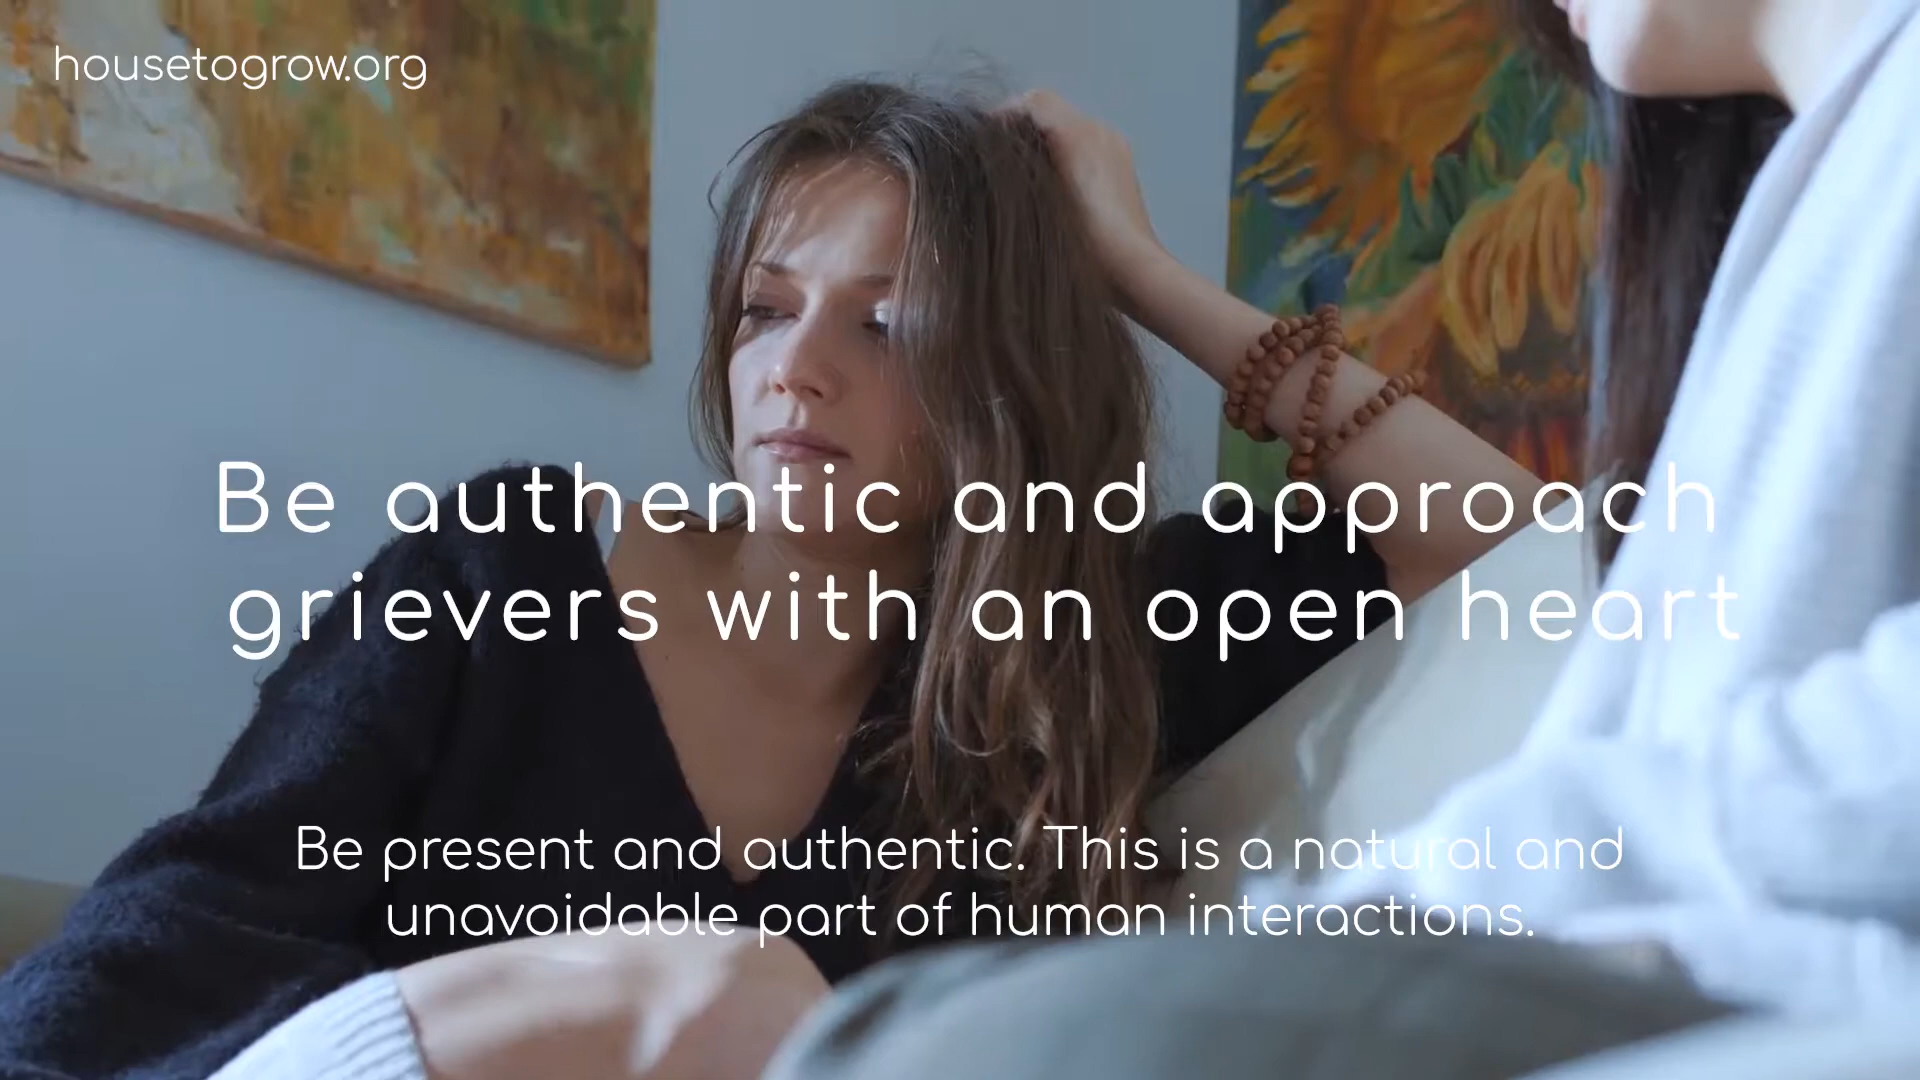 housetogrow.org
Be authentic and approach
grievers with an open heart
Be present and authentic. This is a natural and
unavoidable part of human interactions.